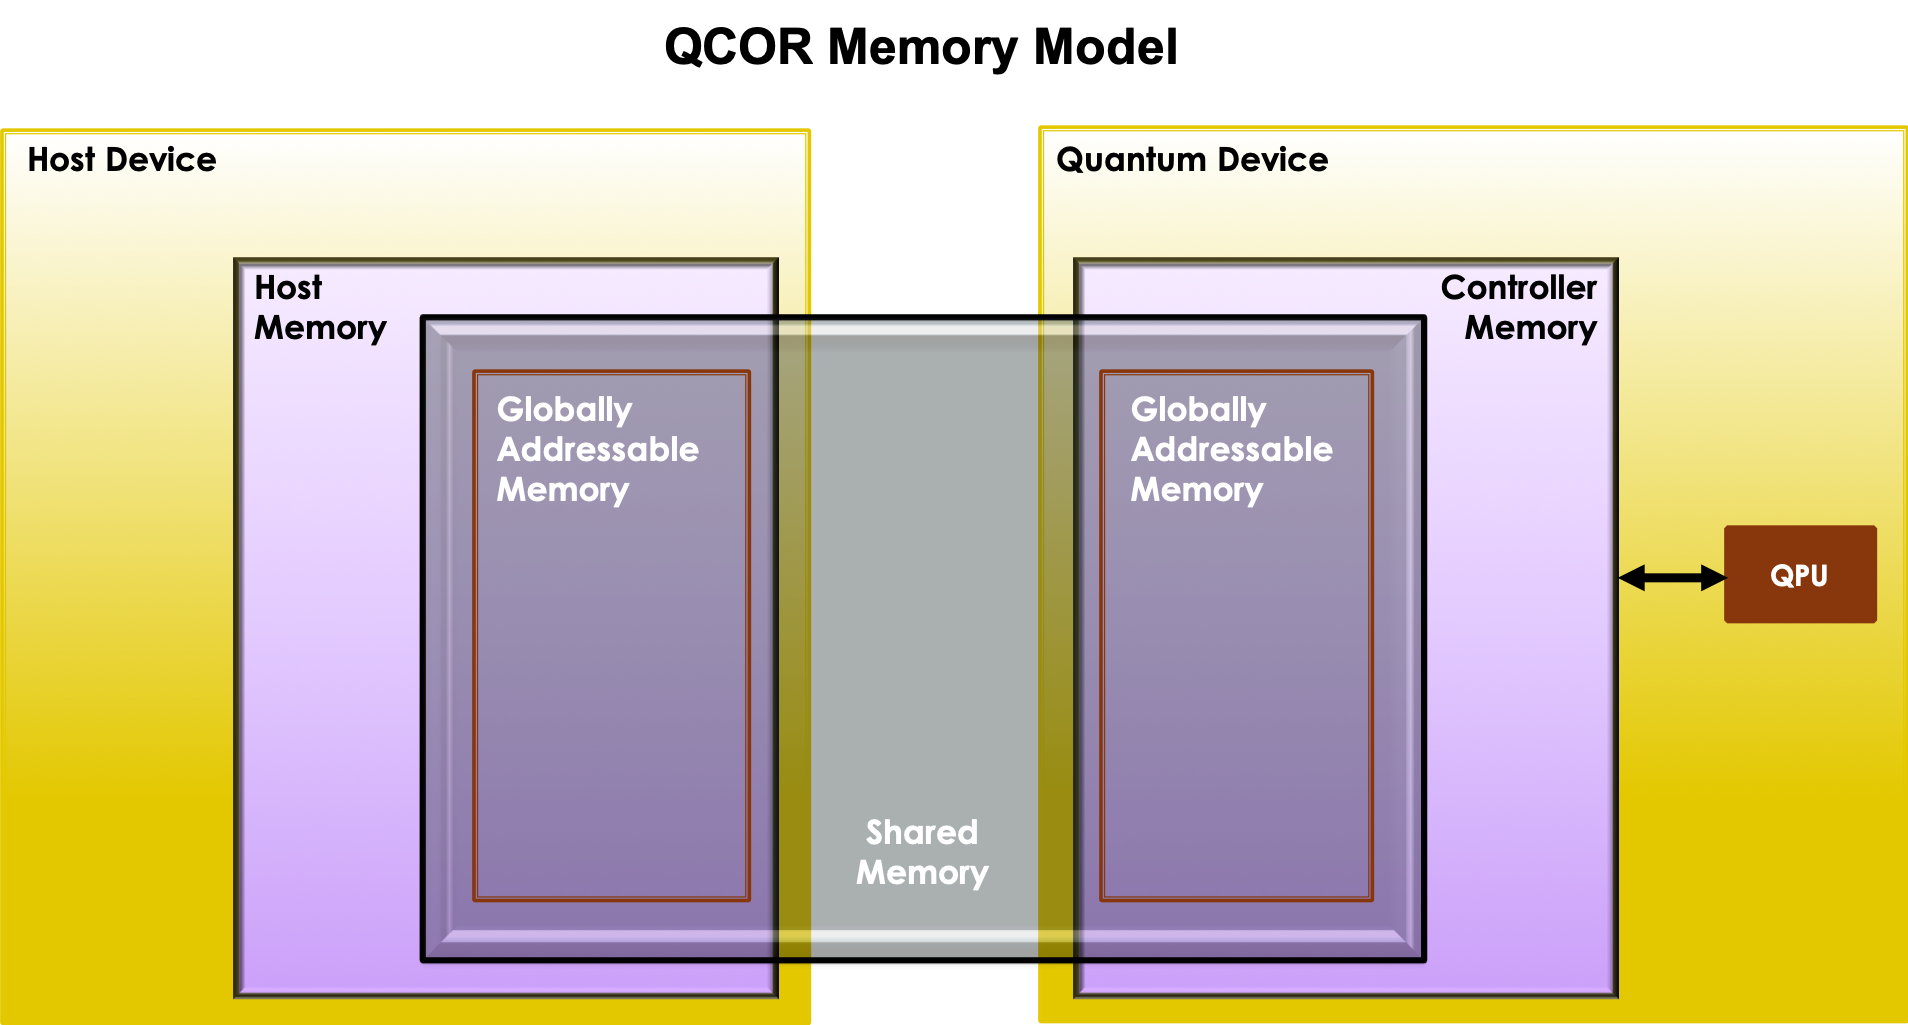 QCOR Memory Model
Host Device
Quantum Device
Host
Memory
Controller
Memory
Globally
Addressable
Memory
Globally
Addressable
Memory
QPU
Shared
Memory